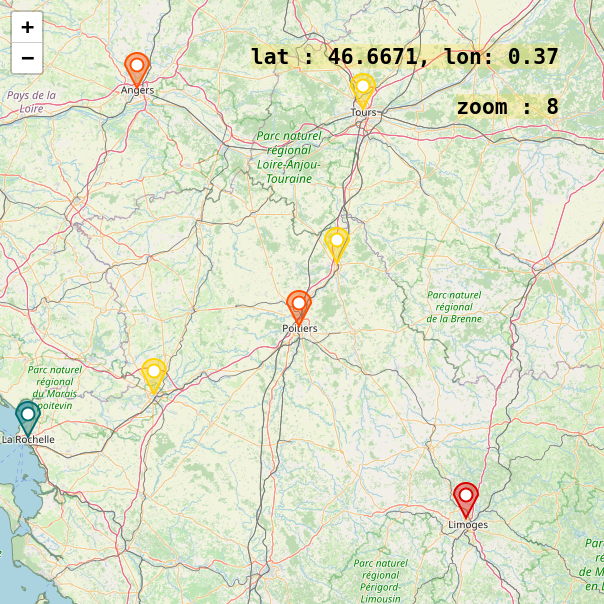 +
−
lat : 46.6671, lon: 0.37
zoom : 8
Angers
Pays de la
Loire
Tours
Parc naturel
régional
Loire-Anjou-
Touraine
Parc naturel
régional
de la Brenne
Poitiers
Parc naturel
régional
du Marais
poitevin
La Rochelle
Limoges
Parc naturel
régional
Périgord-
Limousin
Par
de M
en L